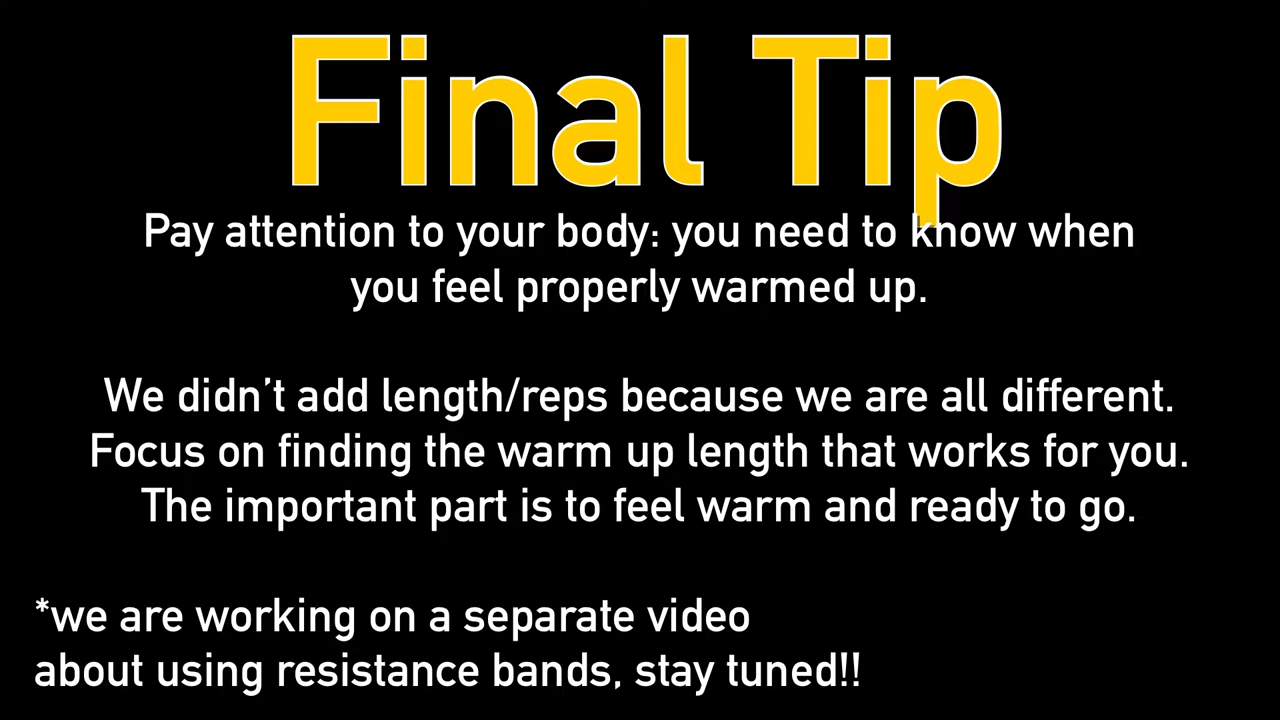 Final Tip
Pay attention to your body: you need to know when
you feel properly warmed up.
We didn’t add length/reps because we are all different.
Focus on finding the warm up length that works for you.
The important part is to feel warm and ready to go.
*we are working on a separate video
about using resistance bands, stay tuned!!